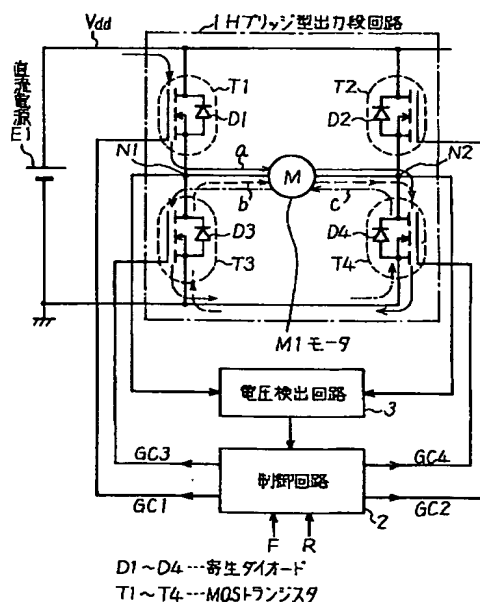 1 Hブリッジ型出力段回路
Vdd
直流電源
E1
T1
T2
D1
D2
N1
N2
a
M
b
c
D3
D4
T3
T4
M1 モータ
電圧検出回路
3
GC3
GC4
制御回路
GC1
GC2
2
F
R
D1~D4…寄生ダイオード
T1~T4…MOSトランジスタ